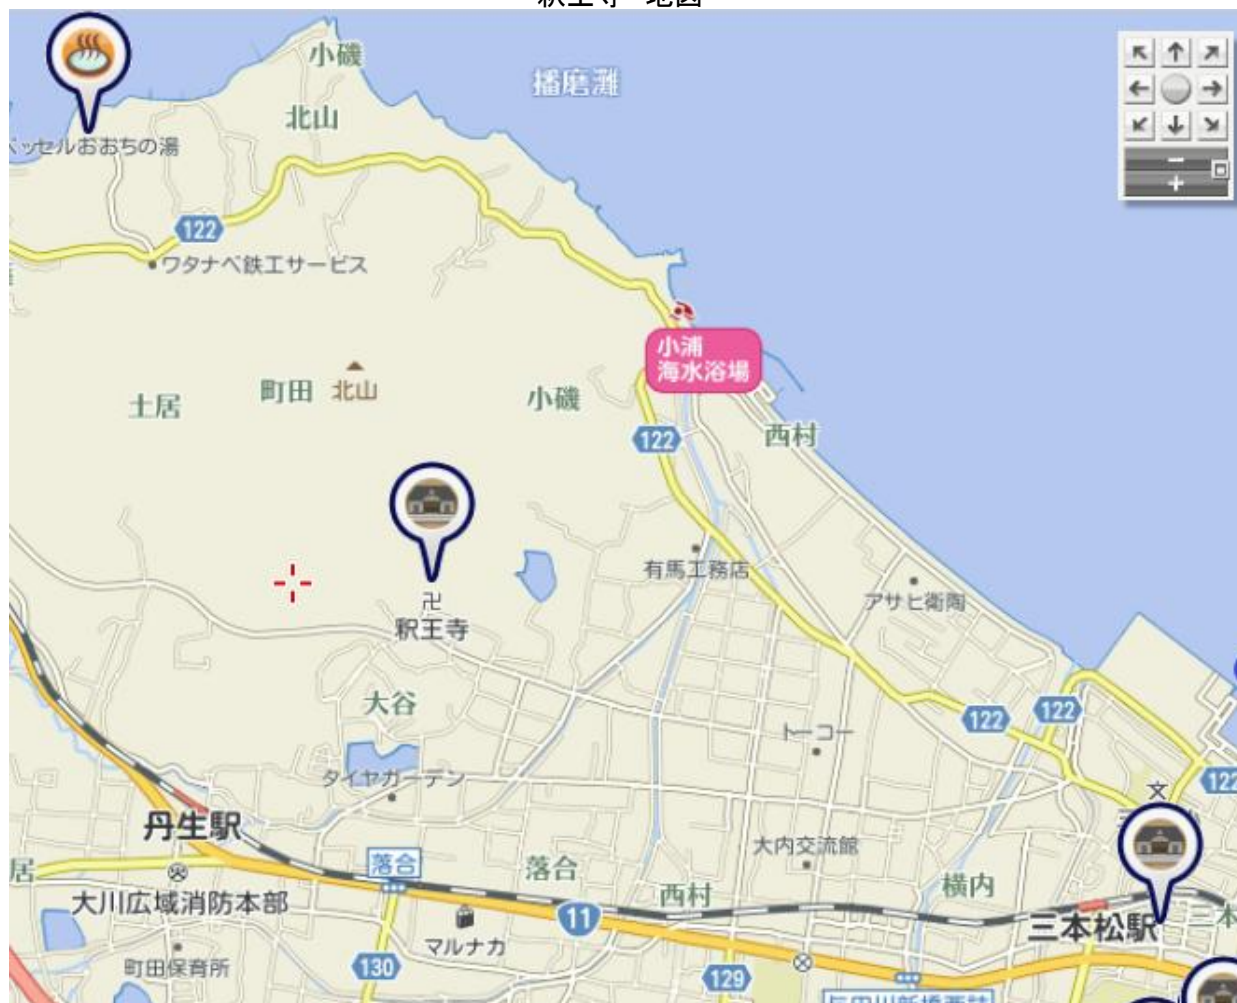 小磯
播磨灘
北山
ベッセルおおちの湯
122
ワタナベ鉄工サービス
小浦
海水浴場
町田
北山
土居
小磯
122
西村
有馬工務店
アサヒ衛陶
卍
釈王寺
大谷
122
122
トーコー
タイヤガーデン
122
文
丹生駅
大内交流館
居
落合
落合
西村
横内
大川広域消防本部
11
三本松駅
三本
マルナカ
町田保育所
130
129